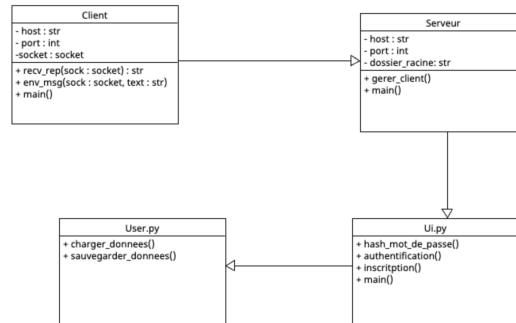 Client
- host : str
- port : int
-socket : socket
+ recv_rep(sock : socket) : str
+ env_msg(sock : socket, text : str)
+ main()
Serveur
- host : str
- port : int
- dossier_racine: str
+ gerer_client()
+ main()
User.py
+ charger_donnees()
+ sauvegarder_donnees()
Ui.py
+ hash_mot_de_passe()
+ authentification()
+ inscritption()
+ main()